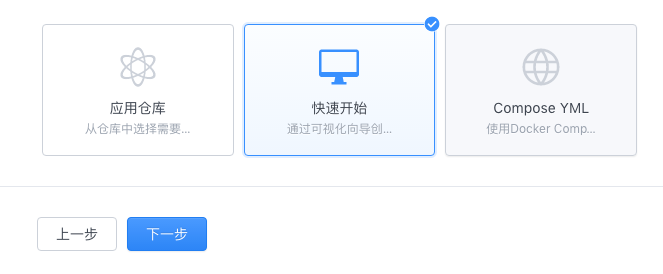 应用仓库
从仓库中选择需要...
快速开始
通过可视化向导创...
Compose YML
使用Docker Comp...
上一步
下一步